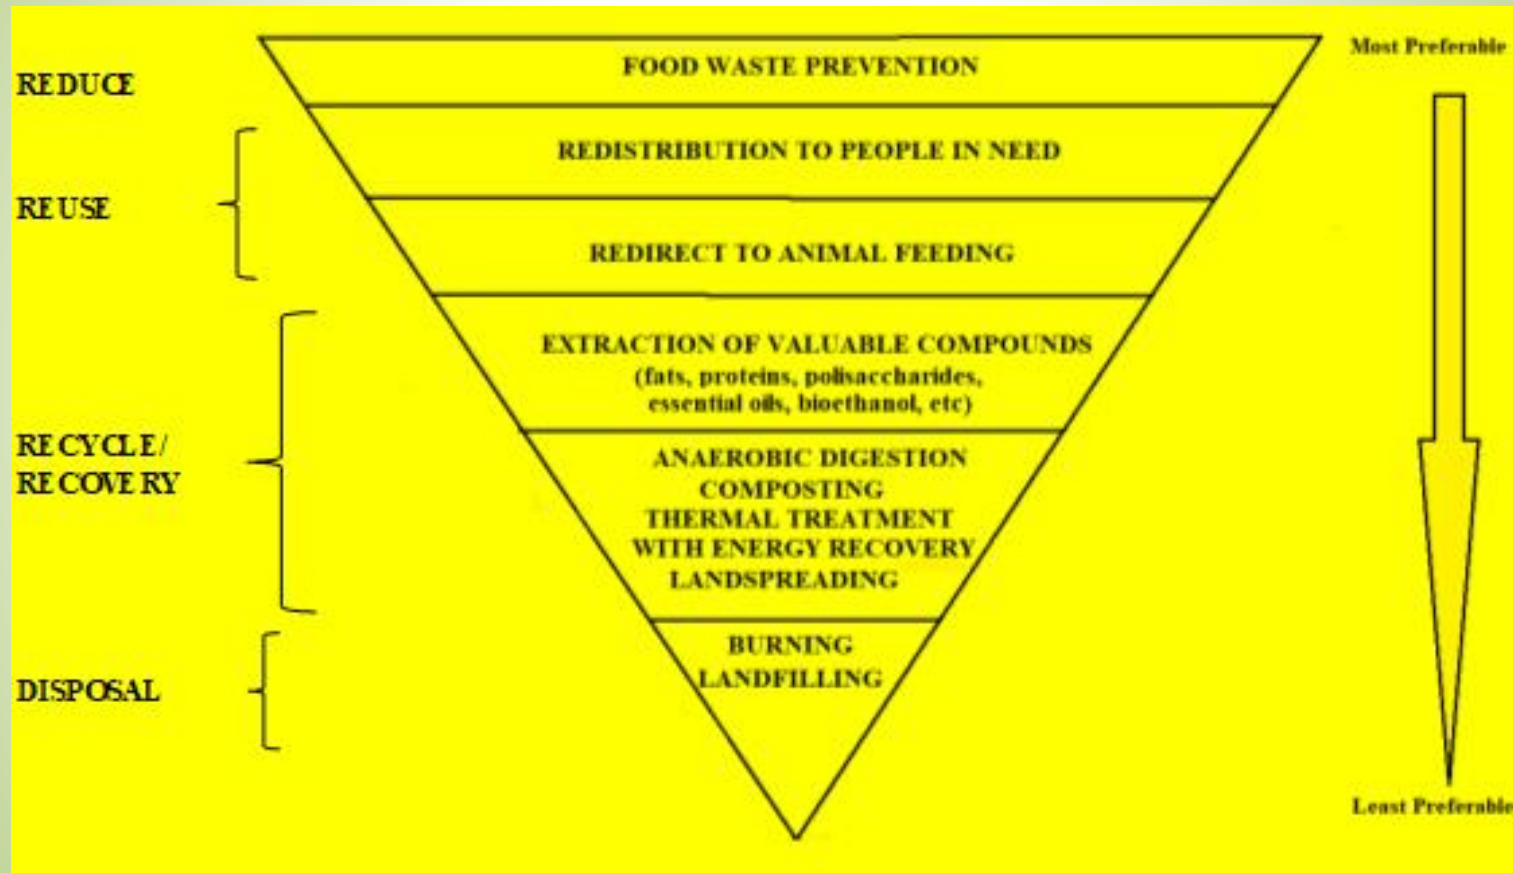 Most Preferable
REDUCE
FOOD WASTE PREVENTION
REUSE
REDISTRIBUTION TO PEOPLE IN NEED
REDIRECT TO ANIMAL FEEDING
RECYCLE/
RECOVERY
EXTRACTION OF VALUABLE COMPOUNDS
(fats, proteins, polisaccharides,
essential oils, bioethanol, etc)
ANAEROBIC DIGESTION
COMPOSTING
THERMAL TREATMENT
WITH ENERGY RECOVERY
LANDSPREADING
DISPOSAL
BURNING
LANDFILLING
Least Preferable